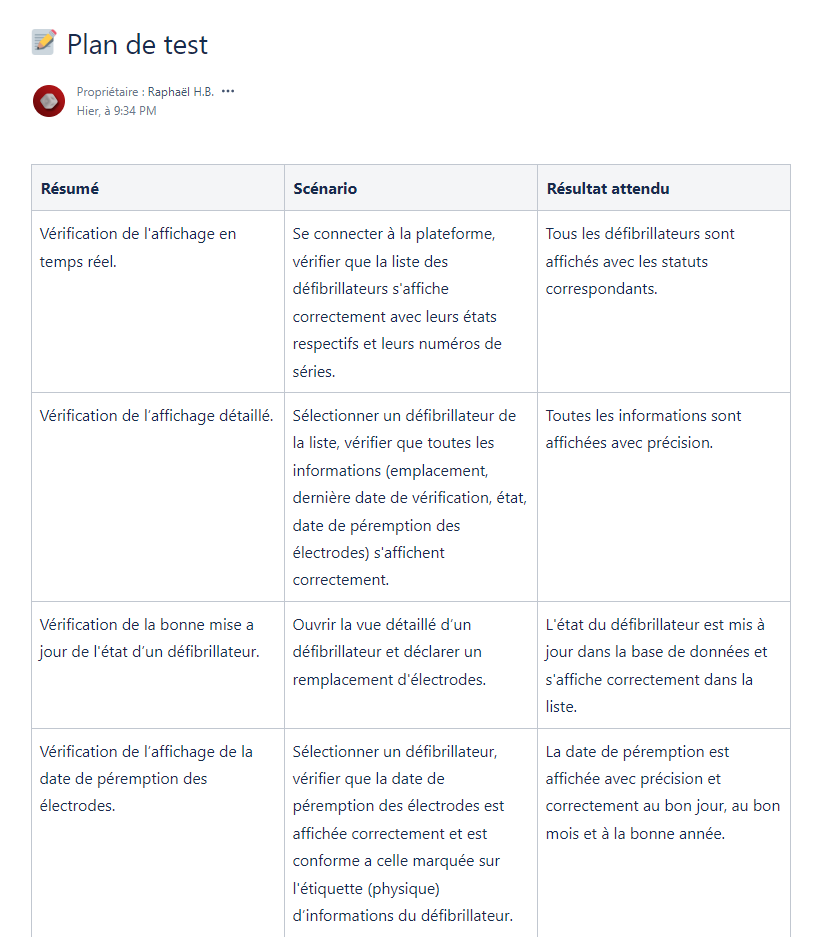 Plan de test
Propriétaire : Raphaël H.B. •••
Hier, à 9:34 PM
Résumé
Scénario
Résultat attendu
Vérification de l'affichage en
temps réel.
Se connecter à la plateforme,
vérifier que la liste des
défibrillateurs s'affiche
correctement avec leurs états
respectifs et leurs numéros de
séries.
Tous les défibrillateurs sont
affichés avec les statuts
correspondants.
Vérification de l'affichage détaillé.
Sélectionner un défibrillateur de
la liste, vérifier que toutes les
informations (emplacement,
dernière date de vérification, état,
date de péremption des
électrodes) s'affichent
correctement.
Toutes les informations sont
affichées avec précision.
Vérification de la bonne mise a
jour de l'état d'un défibrillateur.
Ouvrir la vue détaillé d'un
défibrillateur et déclarer un
remplacement d'électrodes.
L'état du défibrillateur est mis à
jour dans la base de données et
s'affiche correctement dans la
liste.
Vérification de l'affichage de la
date de péremption des
électrodes.
Sélectionner un défibrillateur,
vérifier que la date de
péremption des électrodes est
affichée correctement et est
conforme a celle marquée sur
l'étiquette (physique)
d'informations du défibrillateur.
La date de péremption est
affichée avec précision et
correctement au bon jour, au bon
mois et à la bonne année.